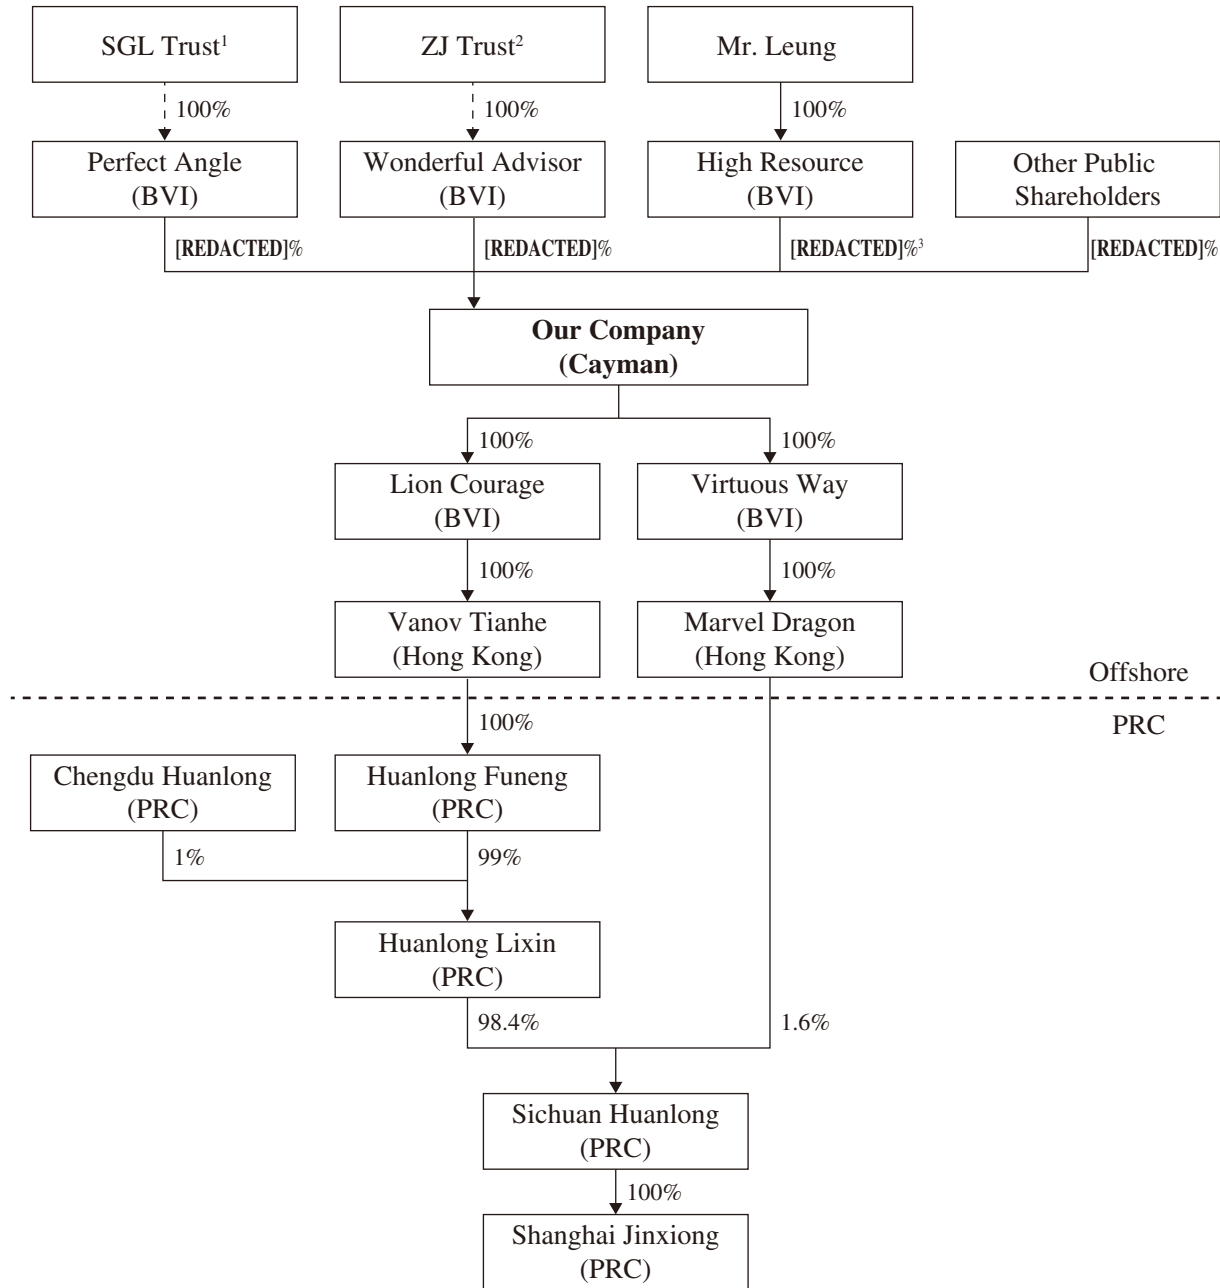 SGL Trust¹
ZJ Trust²
Mr. Leung
100%
100%
100%
Perfect Angle
(BVI)
Wonderful Advisor
(BVI)
High Resource
(BVI)
Other Public
Shareholders
[REDACTED]%
[REDACTED]%
[REDACTED]%³
[REDACTED]%
Our Company
(Cayman)
100%
100%
Lion Courage
(BVI)
Virtuous Way
(BVI)
100%
100%
Vanov Tianhe
(Hong Kong)
Marvel Dragon
(Hong Kong)
Offshore
PRC
100%
Chengdu Huanlong
(PRC)
Huanlong Funeng
(PRC)
1%
99%
Huanlong Lixin
(PRC)
98.4%
1.6%
Sichuan Huanlong
(PRC)
100%
Shanghai Jinxiong
(PRC)